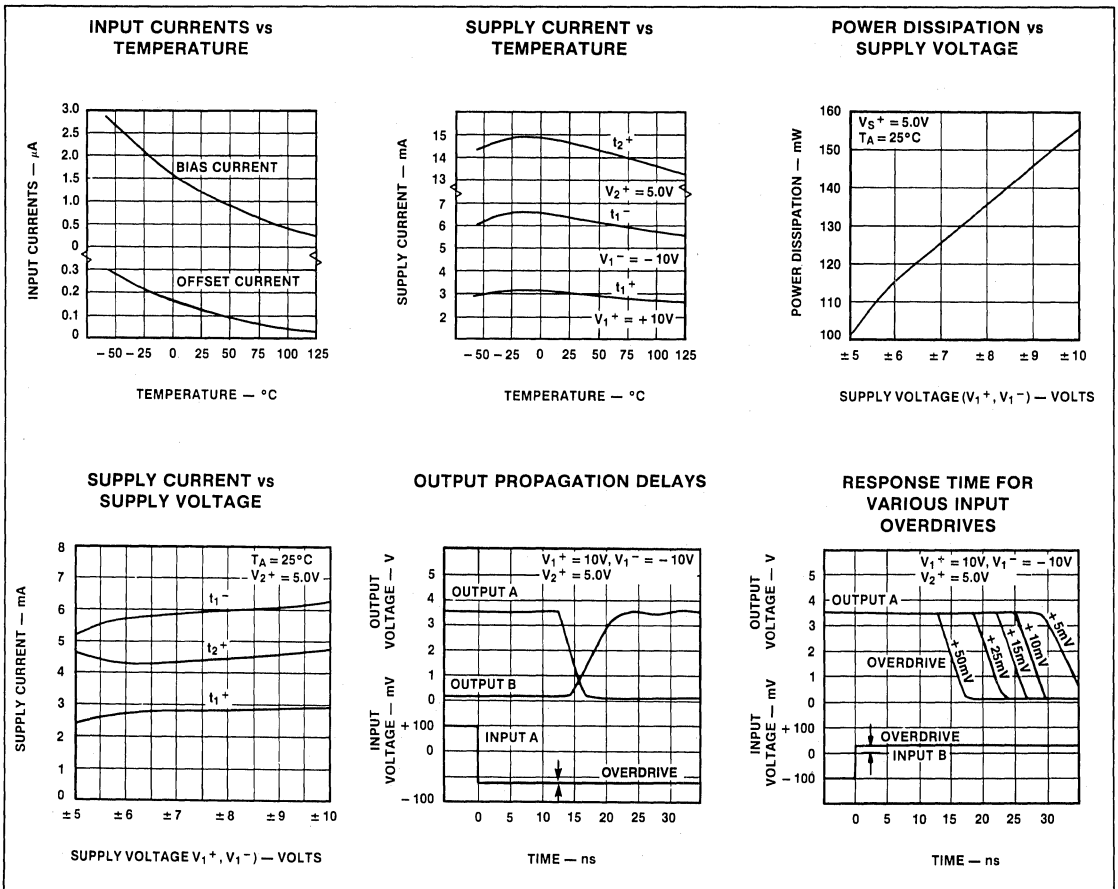 INPUT CURRENTS vs
TEMPERATURE
3.0
2.5
2.0
1.5
1.0
0.5
0
0.3
0.2
0.1
0
INPUT CURRENTS — μA
BIAS CURRENT
OFFSET CURRENT
– 50 – 25 0 25 50 75 100 125
TEMPERATURE — °C
SUPPLY CURRENT vs
TEMPERATURE
15
14
13
7
6
5
4
3
2
SUPPLY CURRENT — mA
t₂⁺
V₂⁺ = 5.0V
t₁⁻
V₁⁻ = – 10V
t₁⁺
V₁⁺ = + 10V
– 50 – 25 0 25 50 75 100 125
TEMPERATURE — °C
POWER DISSIPATION vs
SUPPLY VOLTAGE
160
150
140
130
120
110
100
POWER DISSIPATION — mW
VS⁺ = 5.0V
TA = 25°C
± 5 ± 6 ± 7 ± 8 ± 9 ± 10
SUPPLY VOLTAGE (V₁⁺, V₁⁻) — VOLTS
SUPPLY CURRENT vs
SUPPLY VOLTAGE
8
7
6
5
4
3
2
1
0
SUPPLY CURRENT — mA
TA = 25°C
V₂⁺ = 5.0V
t₁⁻
t₂⁺
t₁⁺
± 5 ± 6 ± 7 ± 8 ± 9 ± 10
SUPPLY VOLTAGE V₁⁺, V₁⁻) — VOLTS
OUTPUT PROPAGATION DELAYS
OUTPUT
VOLTAGE — V
5
4
3
2
1
0
V₁⁺ = 10V, V₁⁻ = – 10V
V₂⁺ = 5.0V
OUTPUT A
OUTPUT B
INPUT
VOLTAGE — mV
+ 100
0
– 100
INPUT A
OVERDRIVE
0 5 10 15 20 25 30
TIME — ns
RESPONSE TIME FOR
VARIOUS INPUT
OVERDRIVES
OUTPUT
VOLTAGE — V
5
4
3
2
1
0
V₁⁺ = 10V, V₁⁻ = – 10V
V₂⁺ = 5.0V
OUTPUT A
OVERDRIVE
+ 50mV
+ 25mV
+ 15mV
+ 10mV
+ 5mV
INPUT
VOLTAGE — mV
+ 100
0
– 100
OVERDRIVE
INPUT B
0 5 10 15 20 25 30
TIME — ns